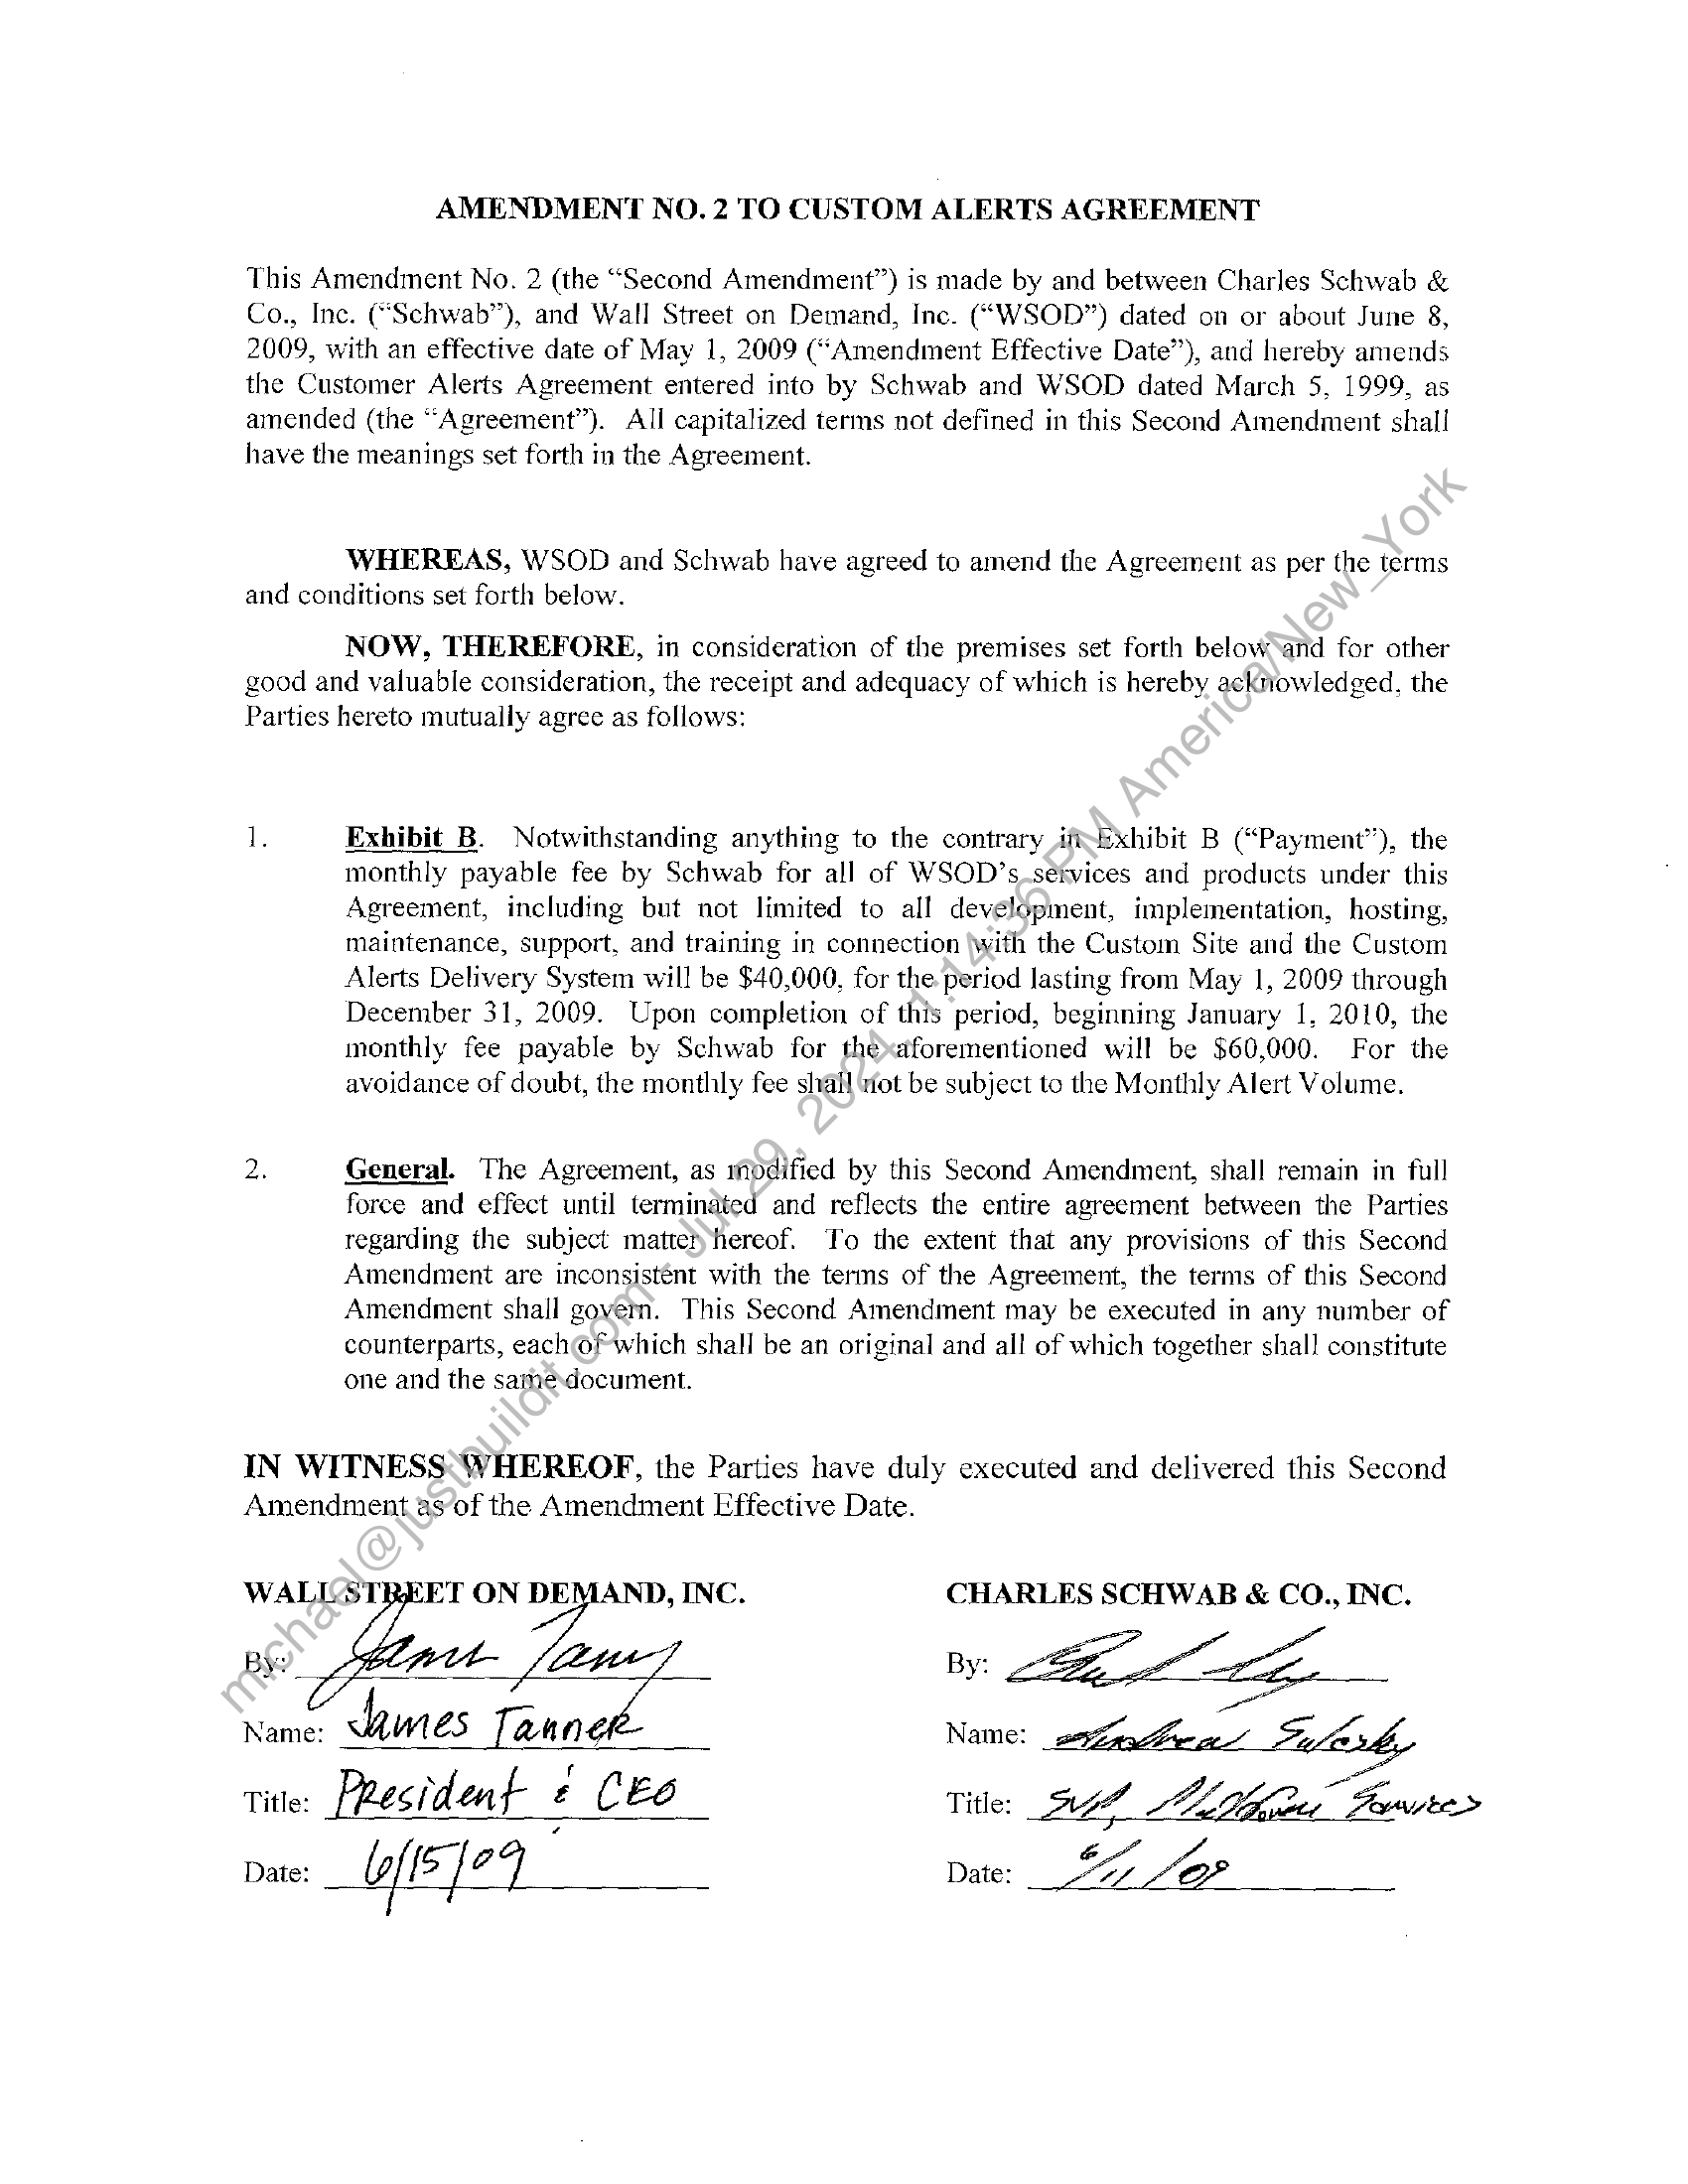 AMENDMENT NO. 2 TO CUSTOM ALERTS AGREEMENT
This Amendment No. 2 (the “Second Amendment”) is made by and between Charles Schwab &
Co., Inc. (“Schwab”), and Wall Street on Demand, Inc. (“WSOD”) dated on or about June 8,
2009, with an effective date of May 1, 2009 (“Amendment Effective Date”), and hereby amends
the Customer Alerts Agreement entered into by Schwab and WSOD dated March 5, 1999, as
amended (the “Agreement”). All capitalized terms not defined in this Second Amendment shall
have the meanings set forth in the Agreement.
WHEREAS, WSOD and Schwab have agreed to amend the Agreement as per the terms
and conditions set forth below.
NOW, THEREFORE, in consideration of the premises set forth below and for other
good and valuable consideration, the receipt and adequacy of which is hereby acknowledged, the
Parties hereto mutually agree as follows:
1. Exhibit B. Notwithstanding anything to the contrary in Exhibit B (“Payment”), the
monthly payable fee by Schwab for all of WSOD’s services and products under this
Agreement, including but not limited to all development, implementation, hosting,
maintenance, support, and training in connection with the Custom Site and the Custom
Alerts Delivery System will be $40,000, for the period lasting from May 1, 2009 through
December 31, 2009. Upon completion of this period, beginning January 1, 2010, the
monthly fee payable by Schwab for the aforementioned will be $60,000. For the
avoidance of doubt, the monthly fee shall not be subject to the Monthly Alert Volume.
2. General. The Agreement, as modified by this Second Amendment, shall remain in full
force and effect until terminated and reflects the entire agreement between the Parties
regarding the subject matter hereof. To the extent that any provisions of this Second
Amendment are inconsistent with the terms of the Agreement, the terms of this Second
Amendment shall govern. This Second Amendment may be executed in any number of
counterparts, each of which shall be an original and all of which together shall constitute
one and the same document.
IN WITNESS WHEREOF, the Parties have duly executed and delivered this Second
Amendment as of the Amendment Effective Date.
WALL STREET ON DEMAND, INC.
By:
Name: James Tanner
Title: President & CEO
Date: 6/15/09
CHARLES SCHWAB & CO., INC.
By:
Name:
Title: SVP, Services
Date: 6/11/09
mchael@justbuildit.com - Jul 29, 2024, 1:14:36 PM America/New_York